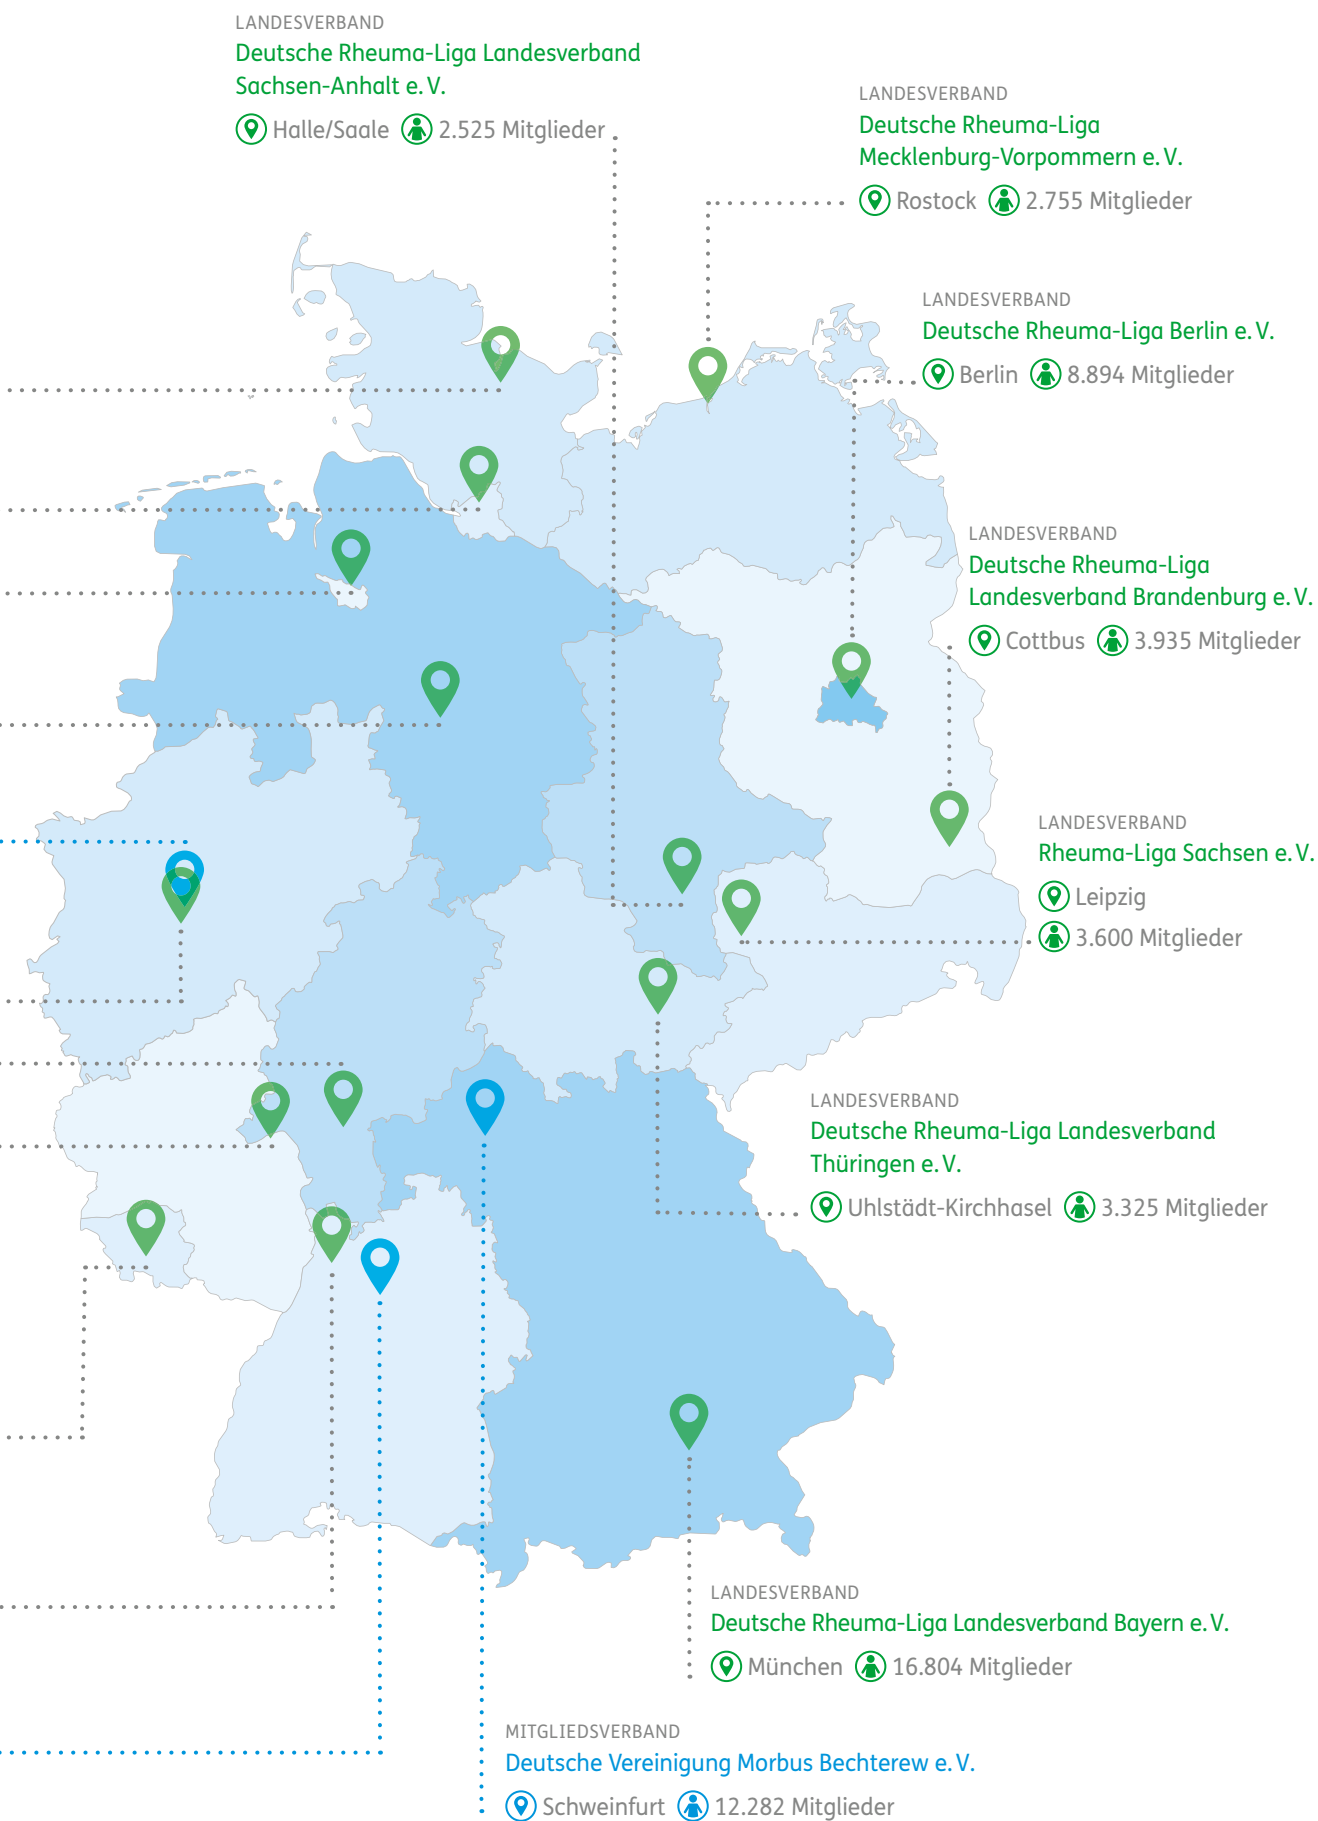 LANDESVERBAND
Deutsche Rheuma-Liga Landesverband
Sachsen-Anhalt e. V.
Halle/Saale 2.525 Mitglieder
LANDESVERBAND
Deutsche Rheuma-Liga
Mecklenburg-Vorpommern e. V.
Rostock 2.755 Mitglieder
LANDESVERBAND
Deutsche Rheuma-Liga Berlin e. V.
Berlin 8.894 Mitglieder
LANDESVERBAND
Deutsche Rheuma-Liga
Landesverband Brandenburg e. V.
Cottbus 3.935 Mitglieder
LANDESVERBAND
Rheuma-Liga Sachsen e. V.
Leipzig
3.600 Mitglieder
LANDESVERBAND
Deutsche Rheuma-Liga Landesverband
Thüringen e. V.
Uhlstädt-Kirchhasel 3.325 Mitglieder
LANDESVERBAND
Deutsche Rheuma-Liga Landesverband Bayern e. V.
München 16.804 Mitglieder
MITGLIEDSVERBAND
Deutsche Vereinigung Morbus Bechterew e. V.
Schweinfurt 12.282 Mitglieder